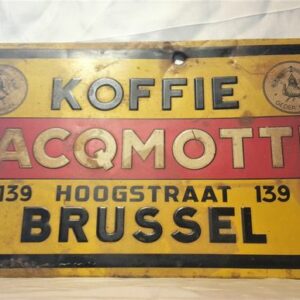 KOFFIE
ACQMOTT
139 HOOGSTRAAT 139
BRUSSEL